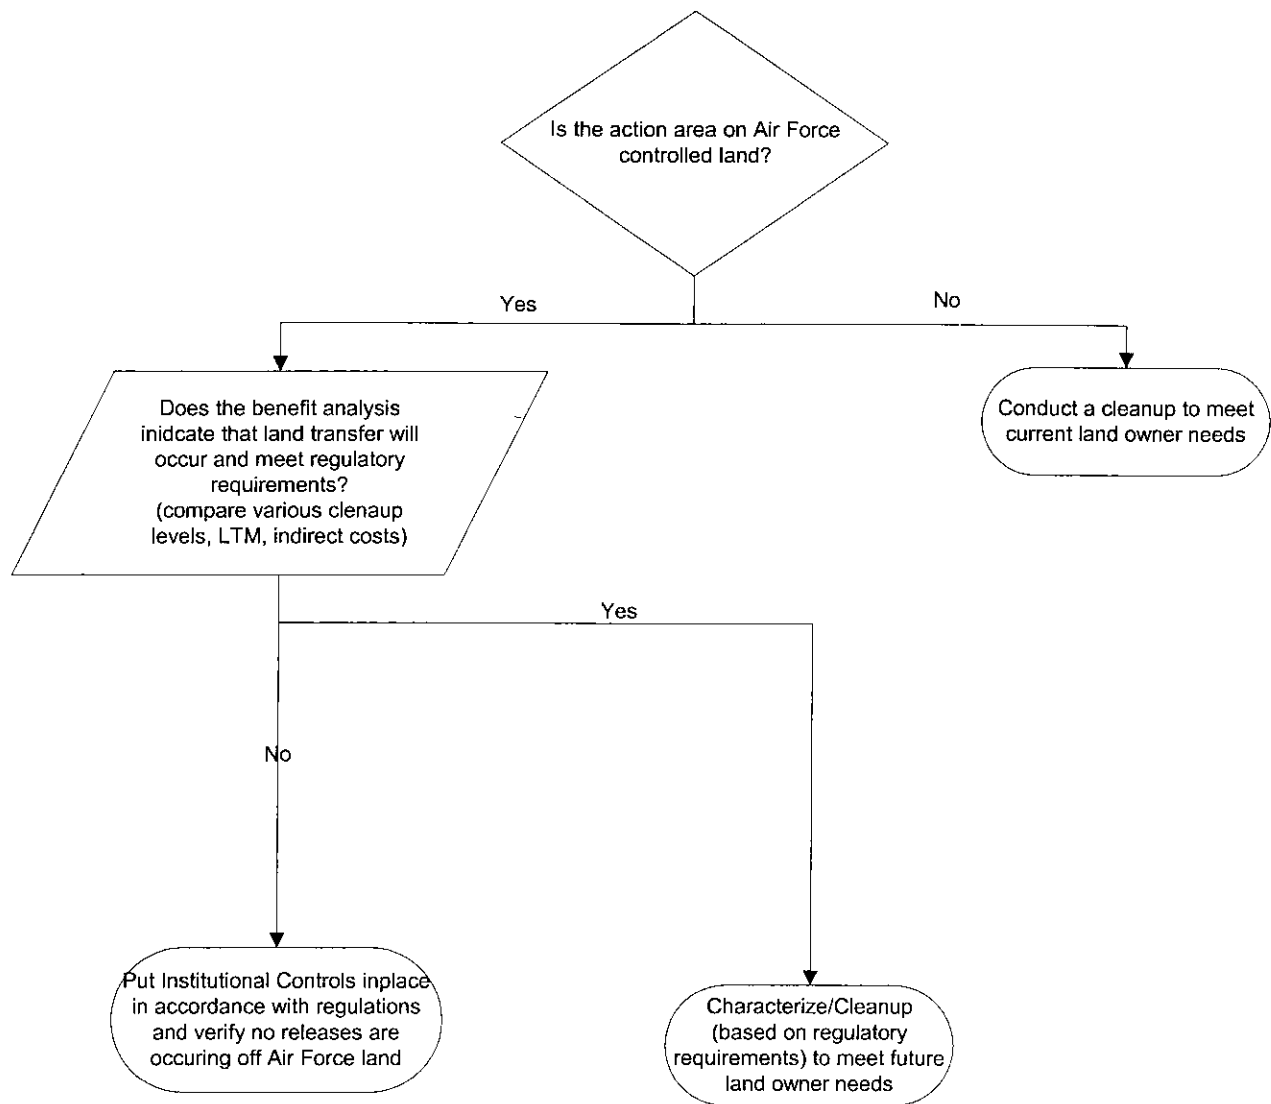 Is the action area on Air Force
controlled land?
Yes
No
Does the benefit analysis
inidcate that land transfer will
occur and meet regulatory
requirements?
(compare various clenaup
levels, LTM, indirect costs)
Conduct a cleanup to meet
current land owner needs
Yes
No
Put Institutional Controls inplace
in accordance with regulations
and verify no releases are
occuring off Air Force land
Characterize/Cleanup
(based on regulatory
requirements) to meet future
land owner needs